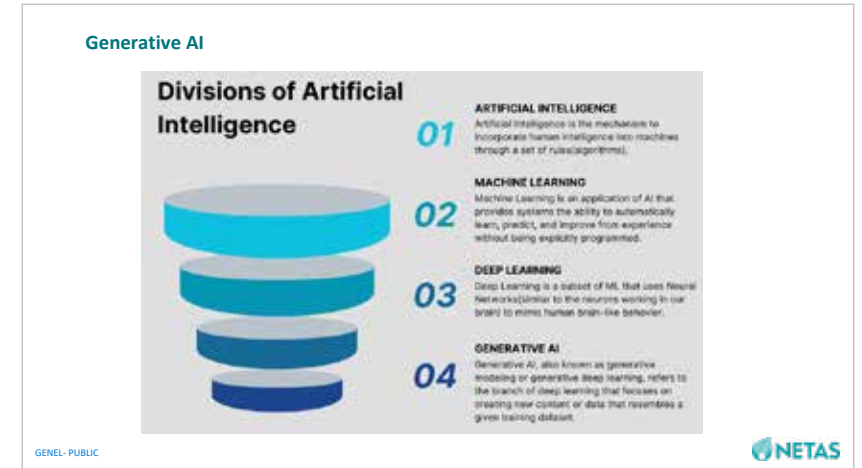 Generative AI
Divisions of Artificial
Intelligence
01
ARTIFICIAL INTELLIGENCE
Artificial Intelligence is the mechanism to
incorporate human intelligence into machines
through a set of rules(algorithms).
02
MACHINE LEARNING
Machine Learning is an application of AI that
provides systems the ability to automatically
learn, predict, and improve from experience
without being explicitly programmed.
03
DEEP LEARNING
Deep Learning is a subset of ML that uses Neural
Networks(similar to the neurons working in our
brain) to mimic human brain-like behavior.
04
GENERATIVE AI
Generative AI, also known as generative
modeling or generative deep learning, refers to
the branch of deep learning that focuses on
creating new content or data that resembles a
given training dataset.
GENEL- PUBLIC
NETAS